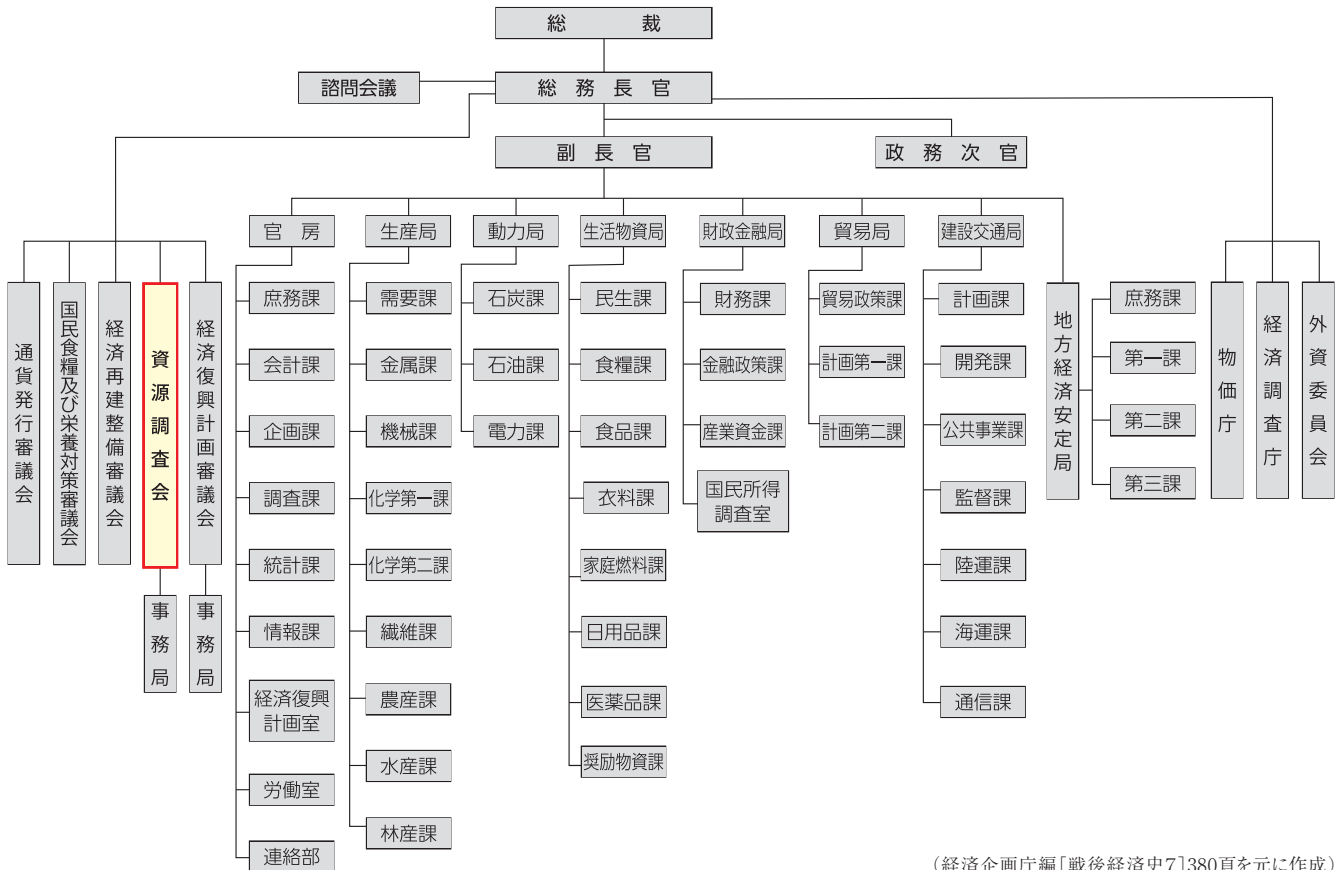 総裁
諮問会議
総務長官
副長官
政務次官
官房
生産局
動力局
生活物資局
財政金融局
貿易局
建設交通局
通貨発行審議会
国民食糧及び栄養対策審議会
経済再建整備審議会
資源調査会
事務局
経済復興計画審議会
事務局
庶務課
会計課
企画課
調査課
統計課
情報課
経済復興
計画室
労働室
連絡部
需要課
金属課
機械課
化学第一課
化学第二課
繊維課
農産課
水産課
林産課
石炭課
石油課
電力課
民生課
食糧課
食品課
衣料課
家庭燃料課
日用品課
医薬品課
奨励物資課
財務課
金融政策課
産業資金課
国民所得
調査室
貿易政策課
計画第一課
計画第二課
計画課
開発課
公共事業課
監督課
陸運課
海運課
通信課
地方経済安定局
庶務課
第一課
第二課
第三課
物価庁
経済調査庁
外資委員会
(経済企画庁編「戦後経済史7」380頁を元に作成)